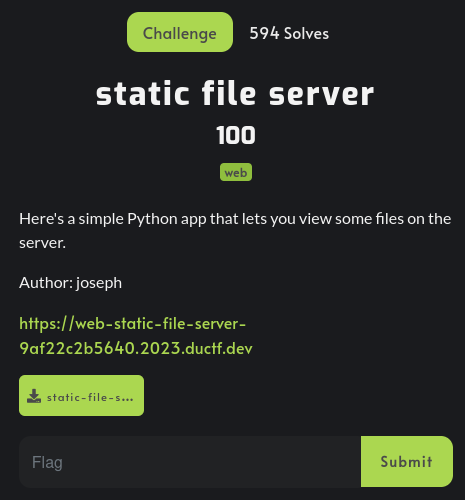 Challenge 594 Solves
static file server
100
web
Here's a simple Python app that lets you view some files on the
server.
Author: joseph
https://web-static-file-server-
9af22c2b5640.2023.ductf.dev
static-file-s...
Flag Submit